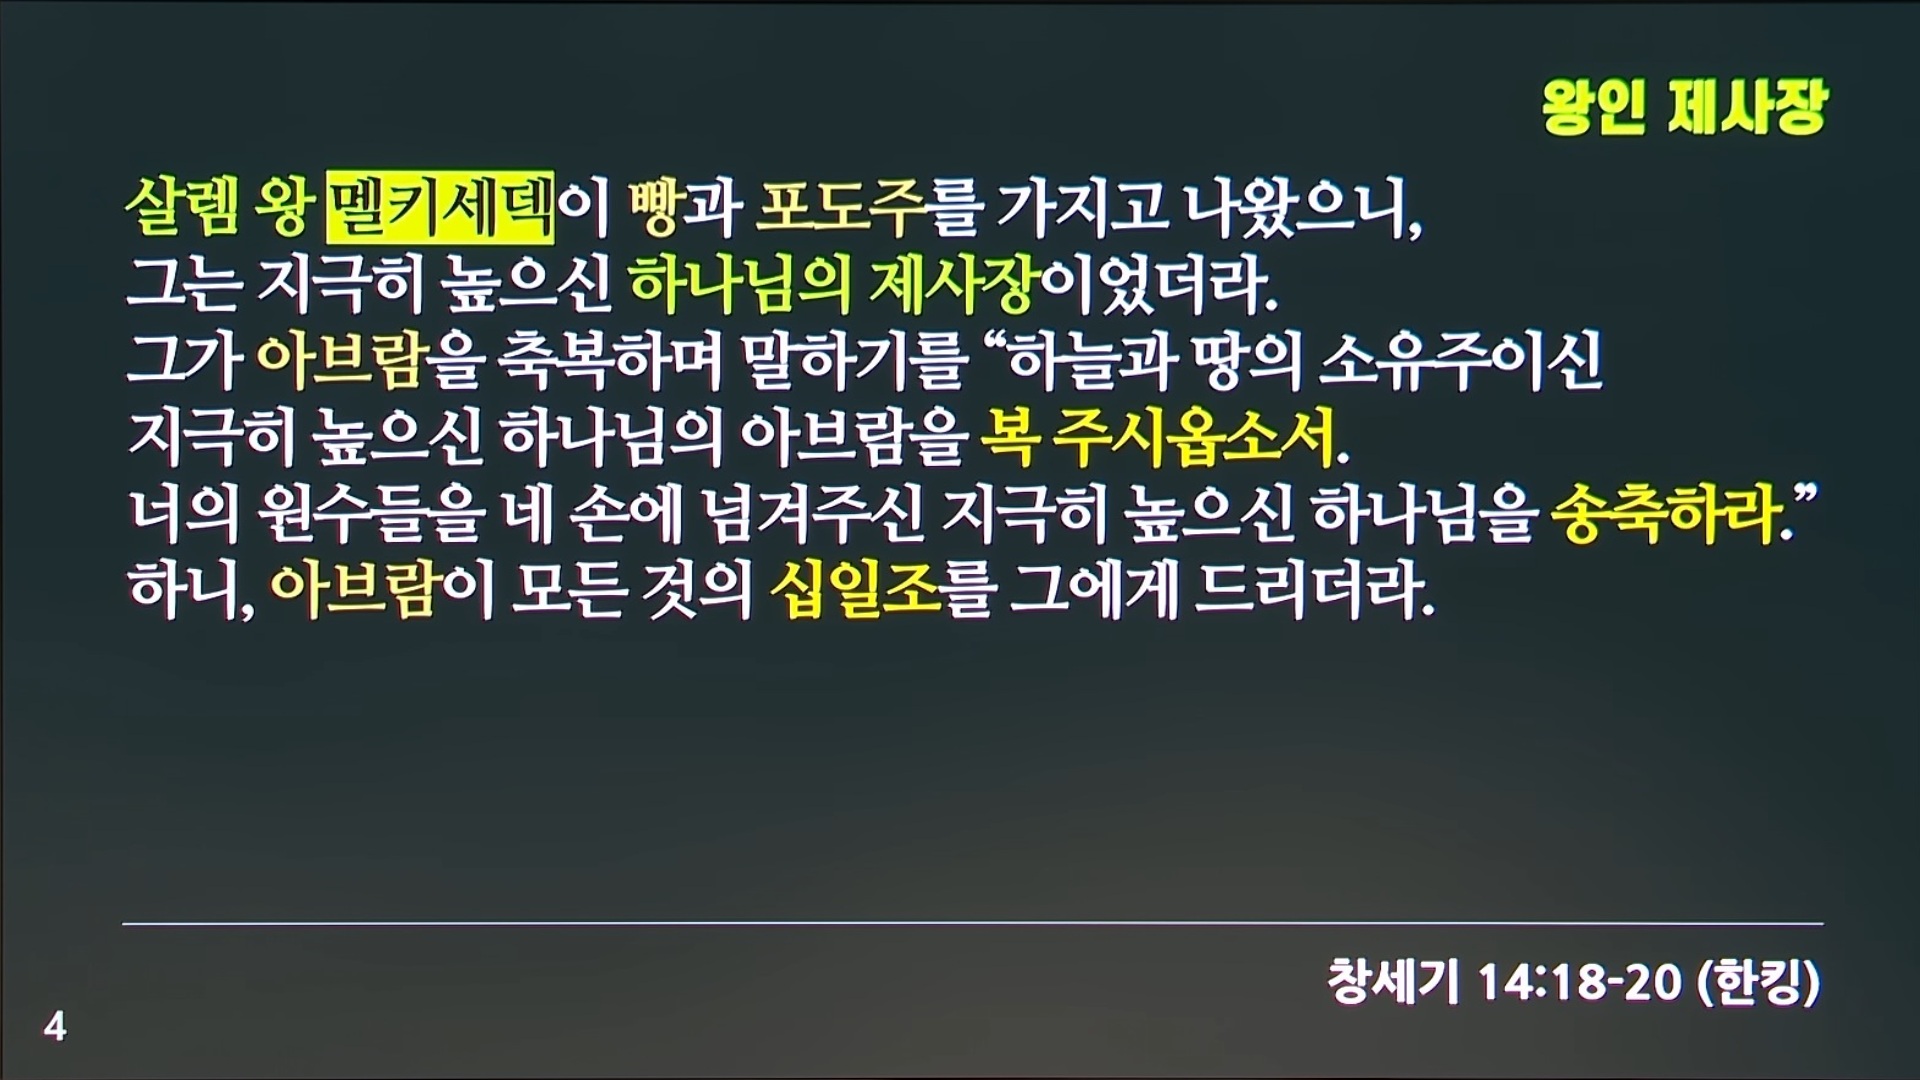 왕인 제사장
살렘 왕 멜키세덱이 빵과 포도주를 가지고 나왔으니,
그는 지극히 높으신 하나님의 제사장이었더라.
그가 아브람을 축복하며 말하기를 “하늘과 땅의 소유주이신
지극히 높으신 하나님의 아브람을 복 주시옵소서.
너의 원수들을 네 손에 넘겨주신 지극히 높으신 하나님을 송축하라.”
하니, 아브람이 모든 것의 십일조를 그에게 드리더라.
창세기 14:18-20 (한킹)
4